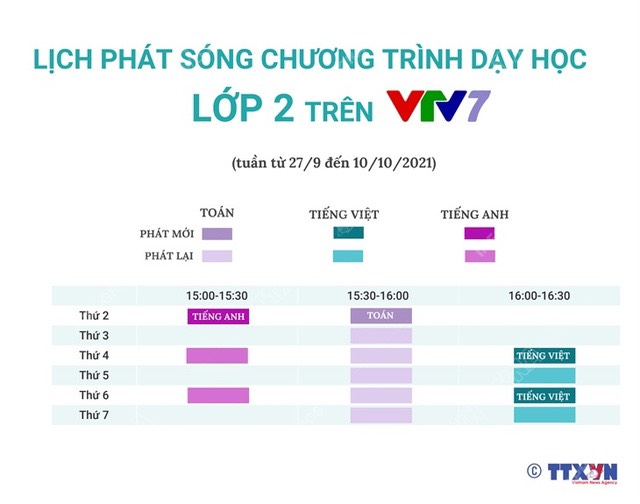 LỊCH PHÁT SÓNG CHƯƠNG TRÌNH DẠY HỌC
LỚP 2 TRÊN VTV7
(tuần từ 27/9 đến 10/10/2021)
TOÁN TIẾNG VIỆT TIẾNG ANH
PHÁT MỚI
PHÁT LẠI
15:00-15:30 15:30-16:00 16:00-16:30
Thứ 2 TIẾNG ANH TOÁN
Thứ 3
Thứ 4 TIẾNG VIỆT
Thứ 5
Thứ 6 TIẾNG VIỆT
Thứ 7
© TTXVN
Vietnam News Agency